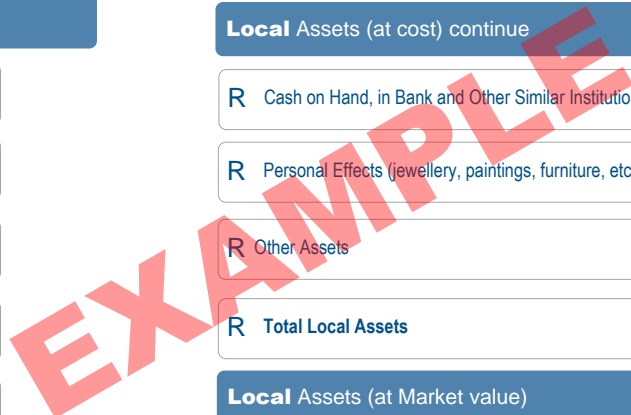 Local Assets (at cost) continue
R Cash on Hand, in Bank and Other Similar Institutio
R Personal Effects (jewellery, paintings, furniture, etc
R Other Assets
R Total Local Assets
Local Assets (at Market value)
EXAMPLE